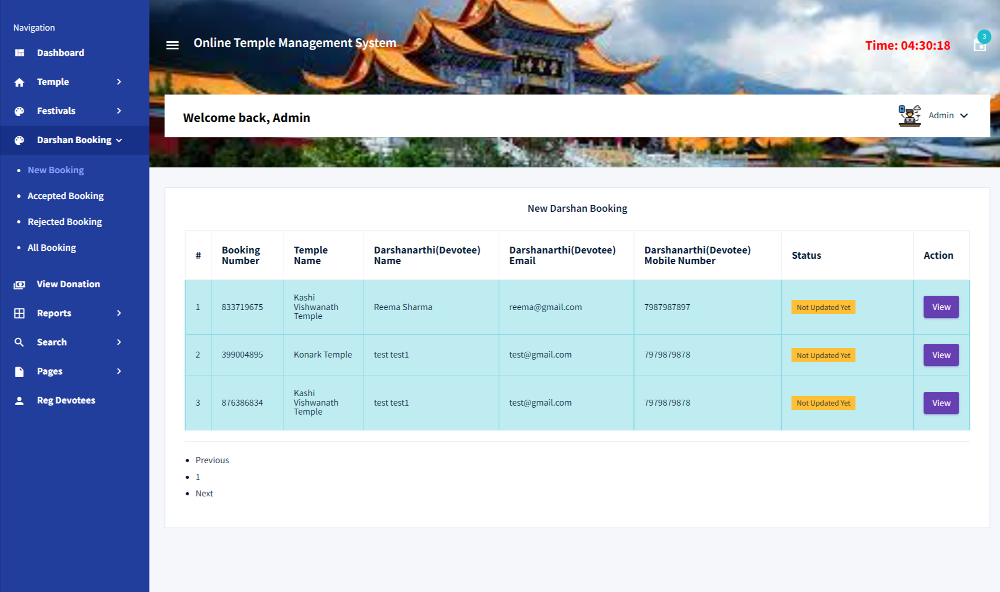 Navigation
Dashboard
Temple
Festivals
Darshan Booking
New Booking
Accepted Booking
Rejected Booking
All Booking
View Donation
Reports
Search
Pages
Reg Devotees
Online Temple Management System
Time: 04:30:18
3
Welcome back, Admin
Admin
New Darshan Booking
# Booking Number Temple Name Darshanarthi(Devotee) Name Darshanarthi(Devotee) Email Darshanarthi(Devotee) Mobile Number Status Action
1 833719675 Kashi Vishwanath Temple Reema Sharma reema@gmail.com 7987987897 Not Updated Yet View
2 399004895 Konark Temple test test1 test@gmail.com 7979879878 Not Updated Yet View
3 876386834 Kashi Vishwanath Temple test test1 test@gmail.com 7979879878 Not Updated Yet View
Previous
1
Next